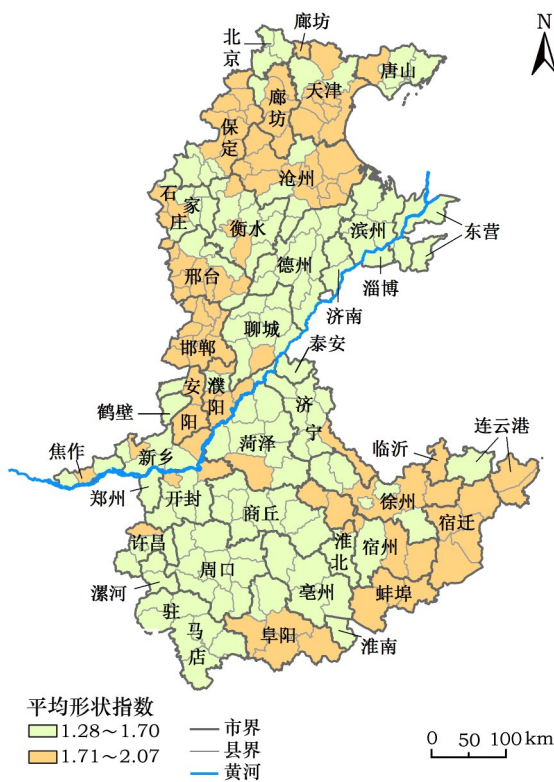 N
廊坊
北京
唐山
天津
廊坊
保定
沧州
石家庄
衡水
滨州
东营
德州
淄博
邢台
济南
聊城
泰安
邯郸
安阳
濮阳
鹤壁
济宁
菏泽
连云港
焦作
新乡
临沂
徐州
郑州
开封
宿迁
商丘
淮北
宿州
许昌
周口
漯河
亳州
蚌埠
驻马店
阜阳
淮南
平均形状指数
1.28～1.70
1.71～2.07
市界
县界
黄河
0 50 100 km